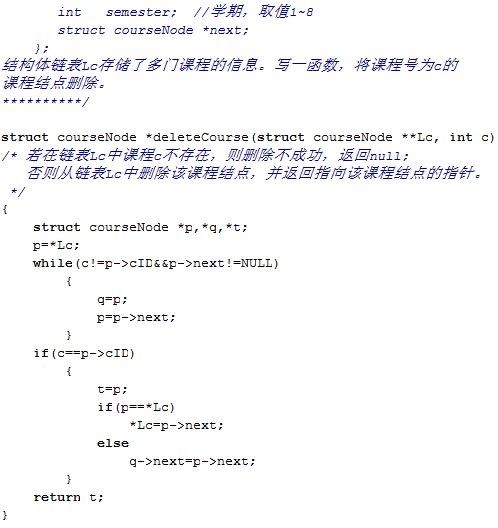 int   semester;  //学期，取值1~8
struct courseNode *next;
};
结构体链表Lc存储了多门课程的信息。写一函数，将课程号为c的
课程结点删除。
**********/
struct courseNode *deleteCourse(struct courseNode **Lc, int c)
/* 若在链表Lc中课程c不存在，则删除不成功，返回null;
否则从链表Lc中删除该课程结点，并返回指向该课程结点的指针。
*/
{
struct courseNode *p,*q,*t;
p=*Lc;
while(c!=p->cID&&p->next!=NULL)
{
q=p;
p=p->next;
}
if(c==p->cID)
{
t=p;
if(p==*Lc)
*Lc=p->next;
else
q->next=p->next;
}
return t;
}